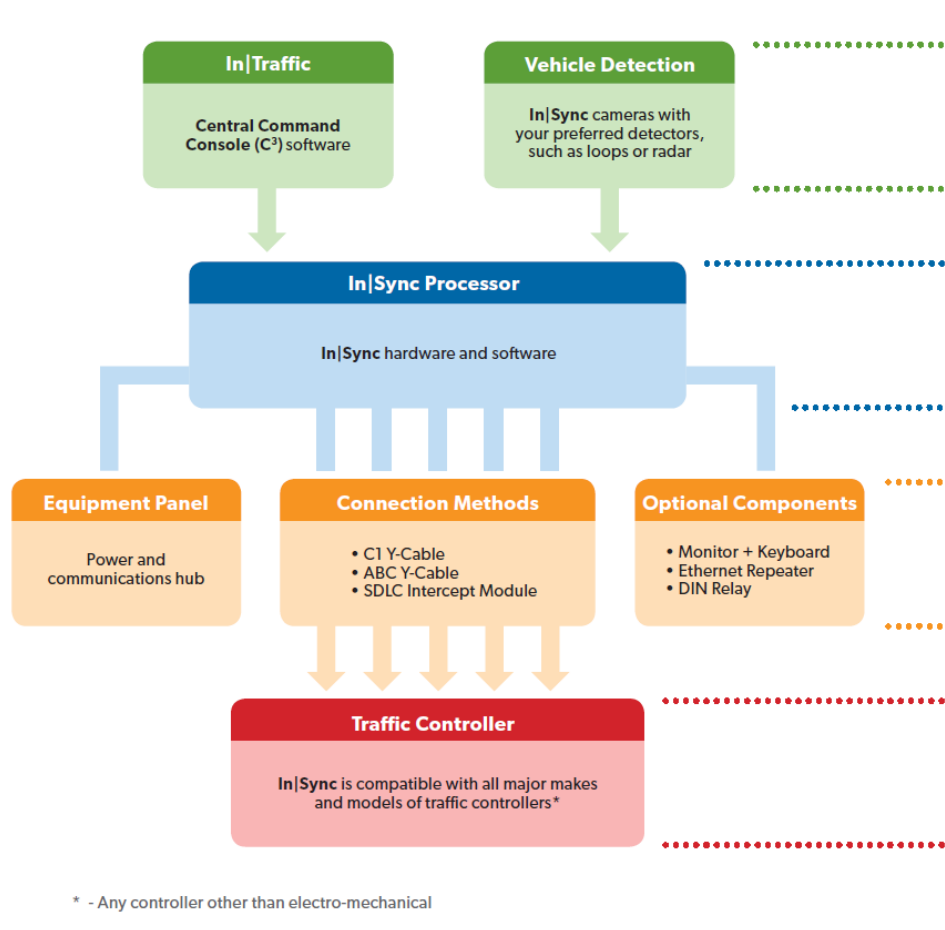 In|Traffic
Central Command
Console (C³) software
Vehicle Detection
In|Sync cameras with
your preferred detectors,
such as loops or radar
In|Sync Processor
In|Sync hardware and software
Equipment Panel
Power and
communications hub
Connection Methods
• C1 Y-Cable
• ABC Y-Cable
• SDLC Intercept Module
Optional Components
• Monitor + Keyboard
• Ethernet Repeater
• DIN Relay
Traffic Controller
In|Sync is compatible with all major makes
and models of traffic controllers*
* - Any controller other than electro-mechanical